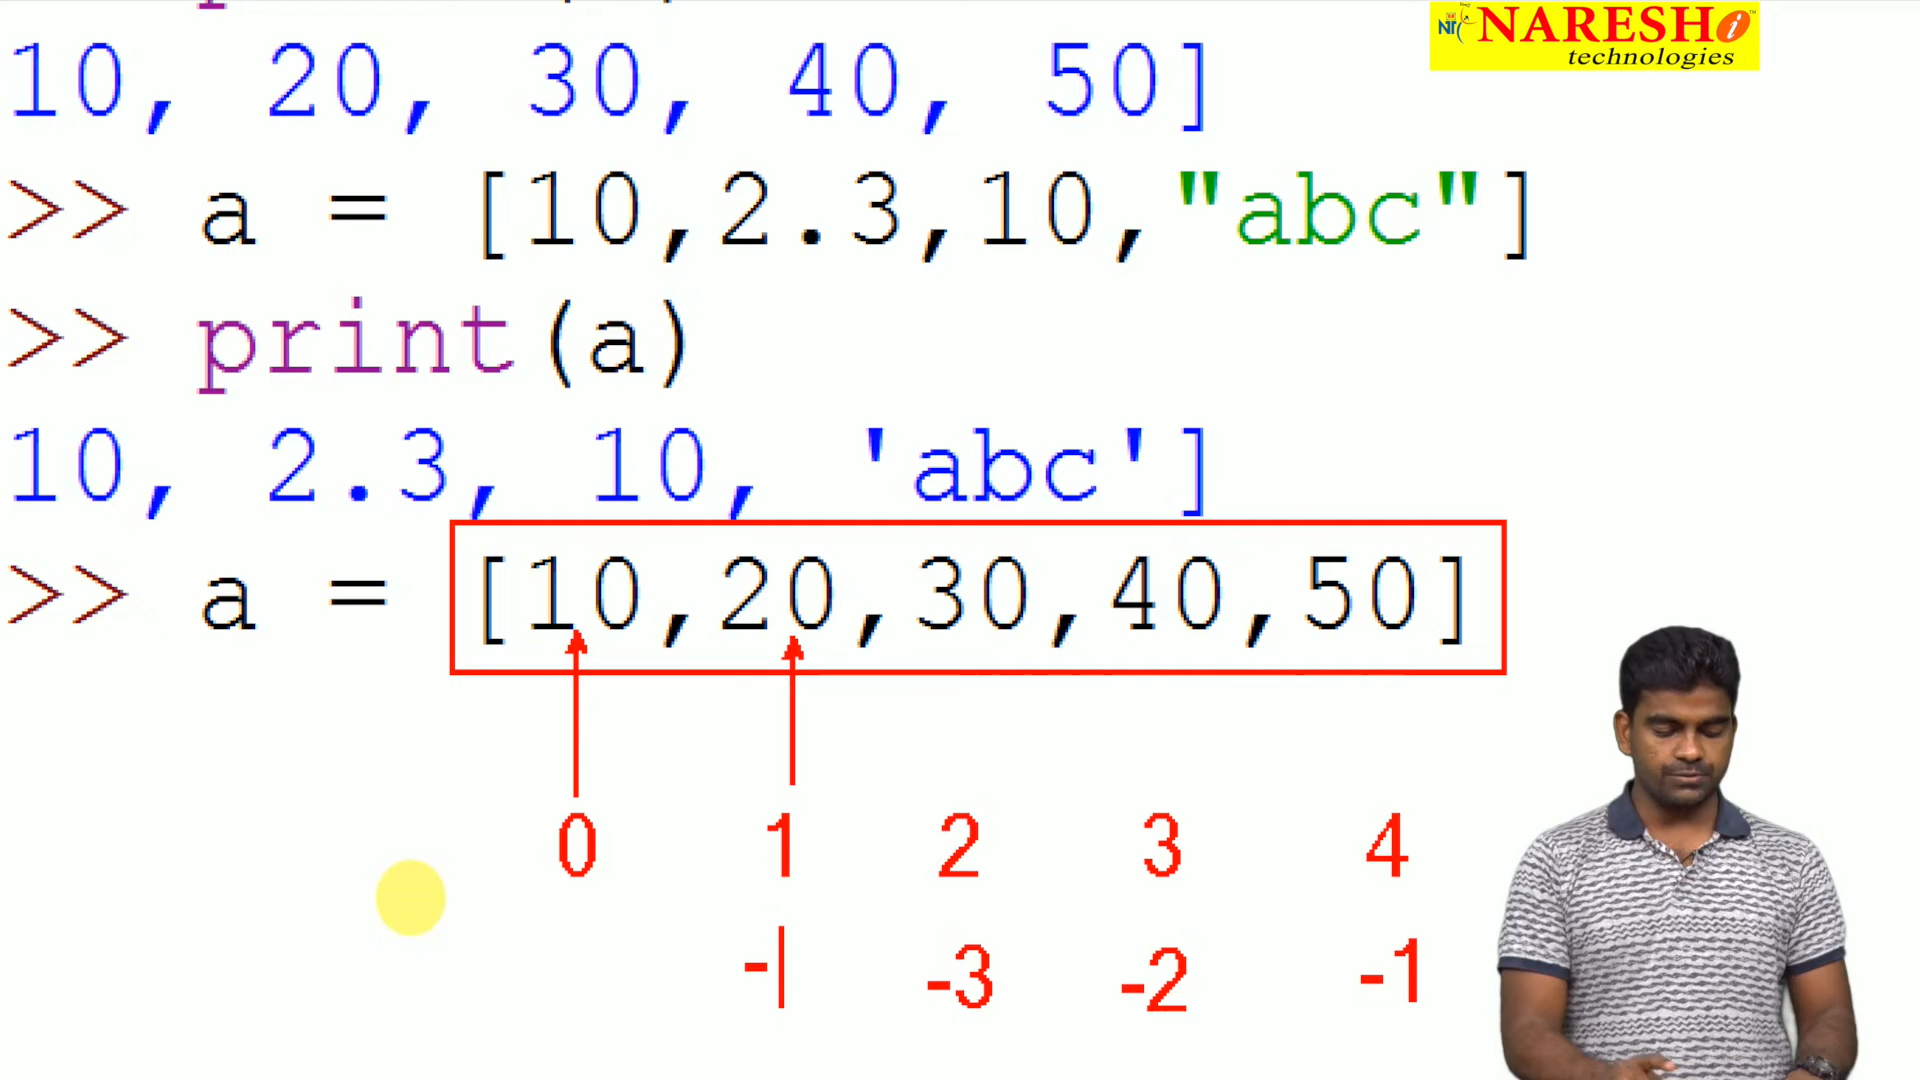 NARESH i
technologies
10, 20, 30, 40, 50]
>> a = [10,2.3,10,"abc"]
>> print(a)
10, 2.3, 10, 'abc']
>> a = [10,20,30,40,50]
0 1 2 3 4
- -3 -2 -1